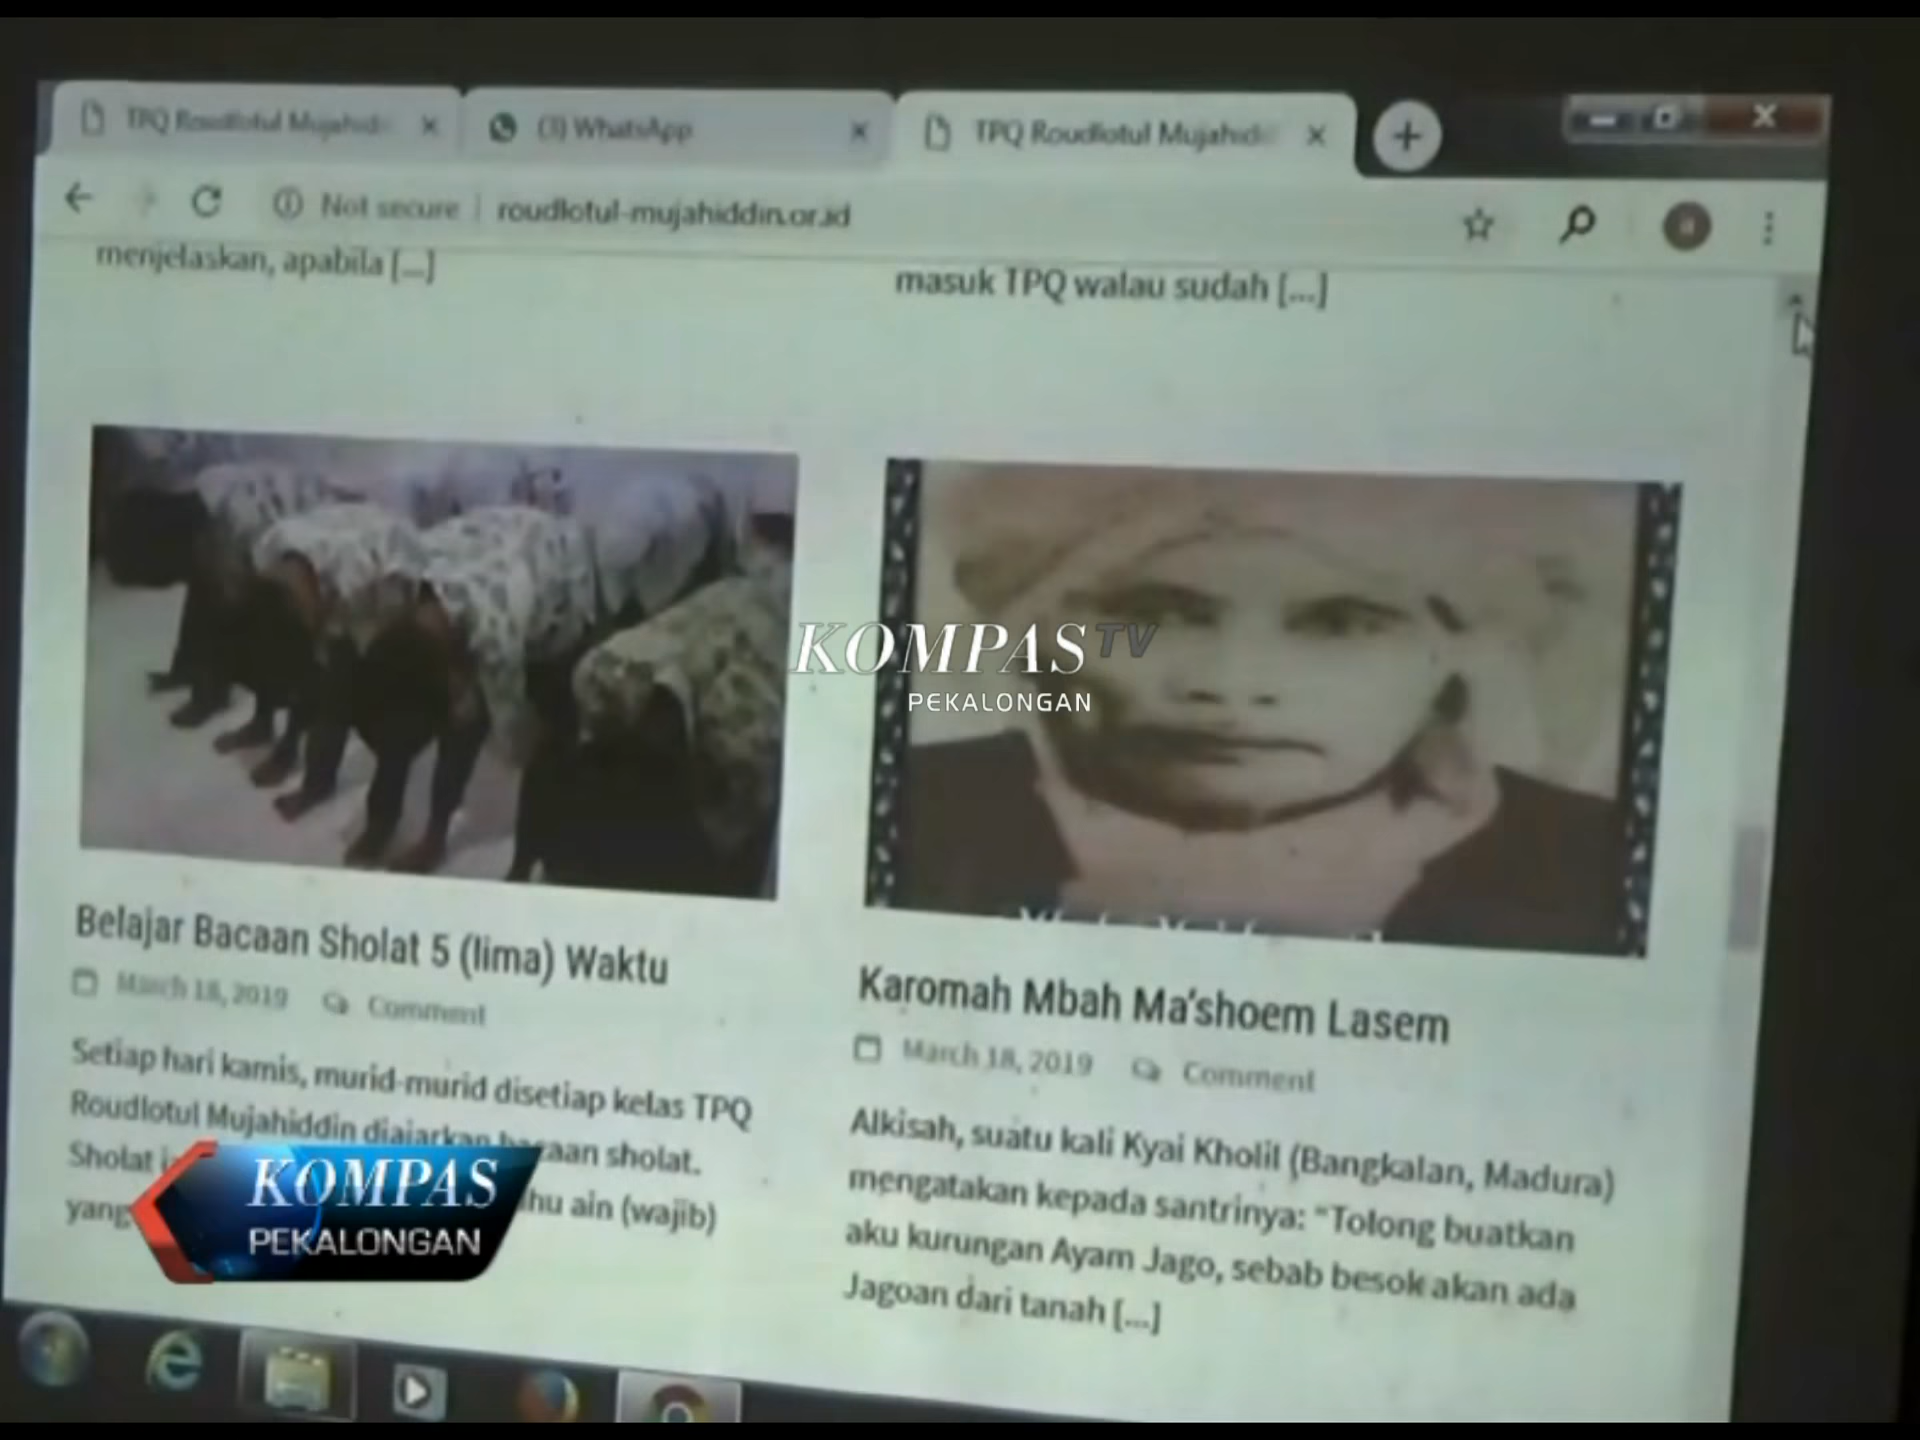 TPQ Roudlotul Mujahid
(3) WhatsApp
TPQ Roudlotul Mujahid
Not secure | roudlotul-mujahiddin.or.id
menjelaskan, apabila [...]
masuk TPQ walau sudah [...]
KOMPAS TV
PEKALONGAN
Belajar Bacaan Sholat 5 (lima) Waktu
March 18, 2019 Comment
Setiap hari kamis, murid-murid disetiap kelas TPQ
Roudlotul Mujahiddin diajarkan bacaan sholat.
Sholat
yang hu ain (wajib)
Karomah Mbah Ma'shoem Lasem
March 18, 2019 Comment
Alkisah, suatu kali Kyai Kholil (Bangkalan, Madura)
mengatakan kepada santrinya: "Tolong buatkan
aku kurungan Ayam Jago, sebab besok akan ada
Jagoan dari tanah [...]
KOMPAS
PEKALONGAN